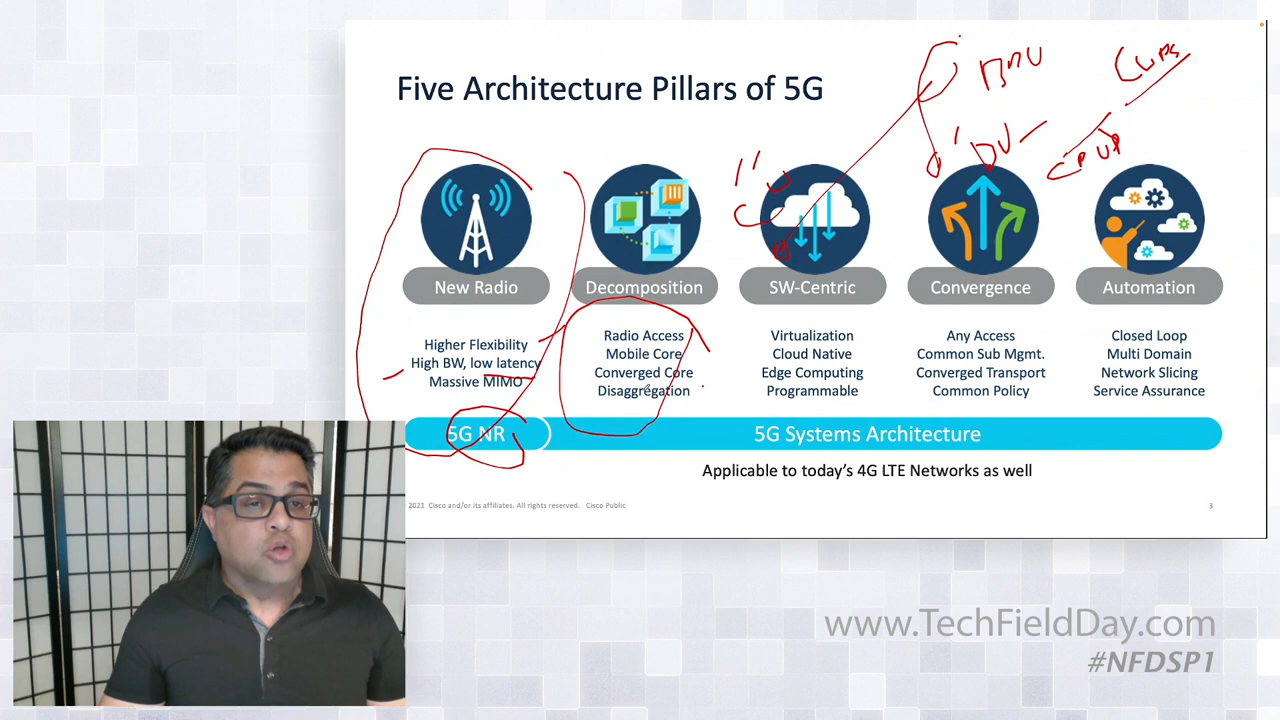 Five Architecture Pillars of 5G
BMU
CUPS
DU
CP UP
CU
New Radio
Decomposition
SW-Centric
Convergence
Automation
Higher Flexibility
High BW, low latency
Massive MIMO
Radio Access
Mobile Core
Converged Core
Disaggregation
Virtualization
Cloud Native
Edge Computing
Programmable
Any Access
Common Sub Mgmt.
Converged Transport
Common Policy
Closed Loop
Multi Domain
Network Slicing
Service Assurance
5G NR
5G Systems Architecture
Applicable to today's 4G LTE Networks as well
2021 Cisco and/or its affiliates. All rights reserved. Cisco Public
3
www.TechFieldDay.com
#NFDSP1